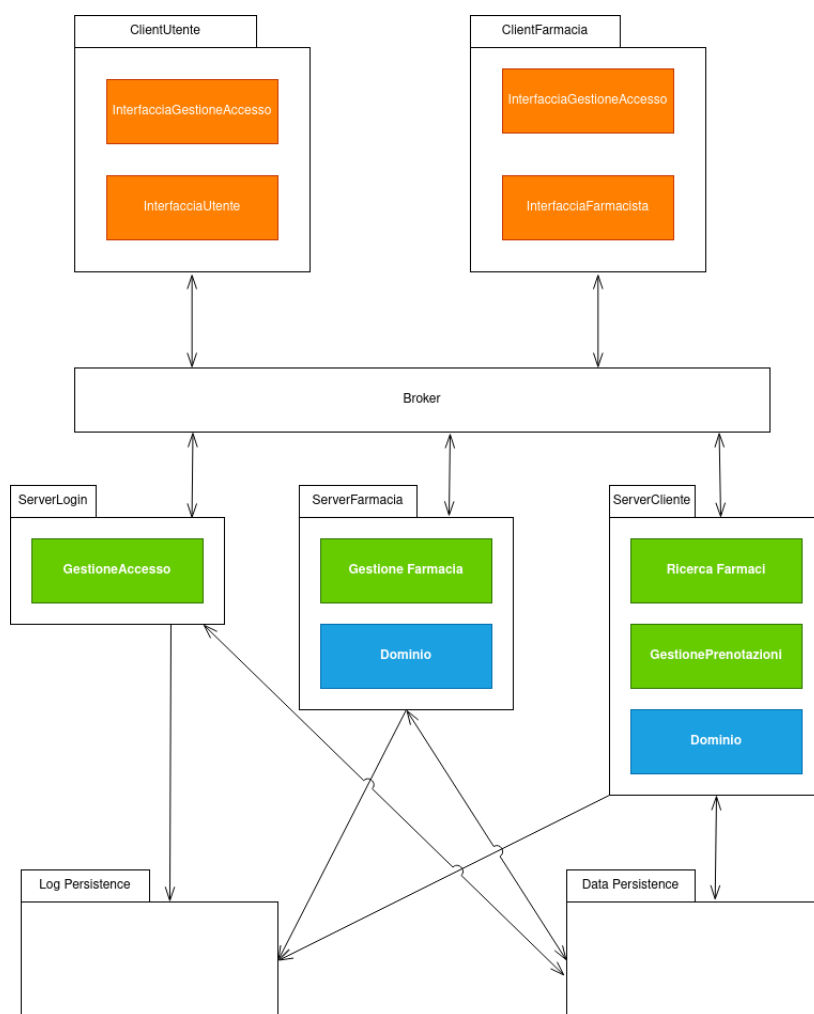 ClientUtente
ClientFarmacia
InterfacciaGestioneAccesso
InterfacciaGestioneAccesso
InterfacciaUtente
InterfacciaFarmacista
Broker
ServerLogin
ServerFarmacia
ServerCliente
GestioneAccesso
Gestione Farmacia
Ricerca Farmaci
Dominio
GestionePrenotazioni
Dominio
Log Persistence
Data Persistence